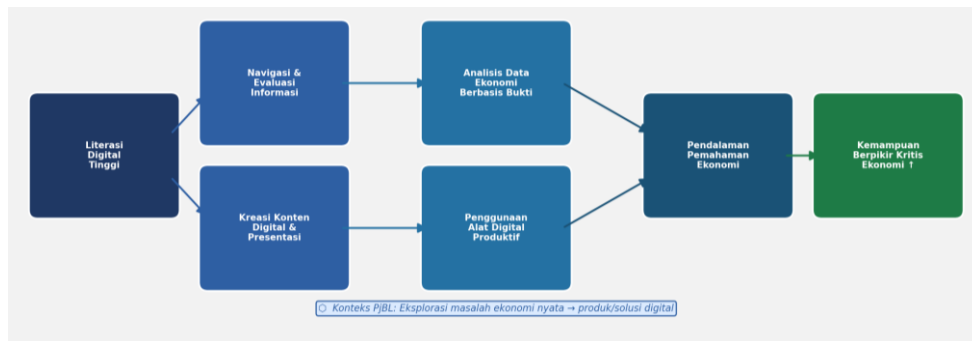 Literasi
Digital
Tinggi
Navigasi &
Evaluasi
Informasi
Analisis Data
Ekonomi
Berbasis Bukti
Kreasi Konten
Digital &
Presentasi
Penggunaan
Alat Digital
Produktif
Pendalaman
Pemahaman
Ekonomi
Kemampuan
Berpikir Kritis
Ekonomi ↑
Konteks PjBL: Eksplorasi masalah ekonomi nyata → produk/solusi digital